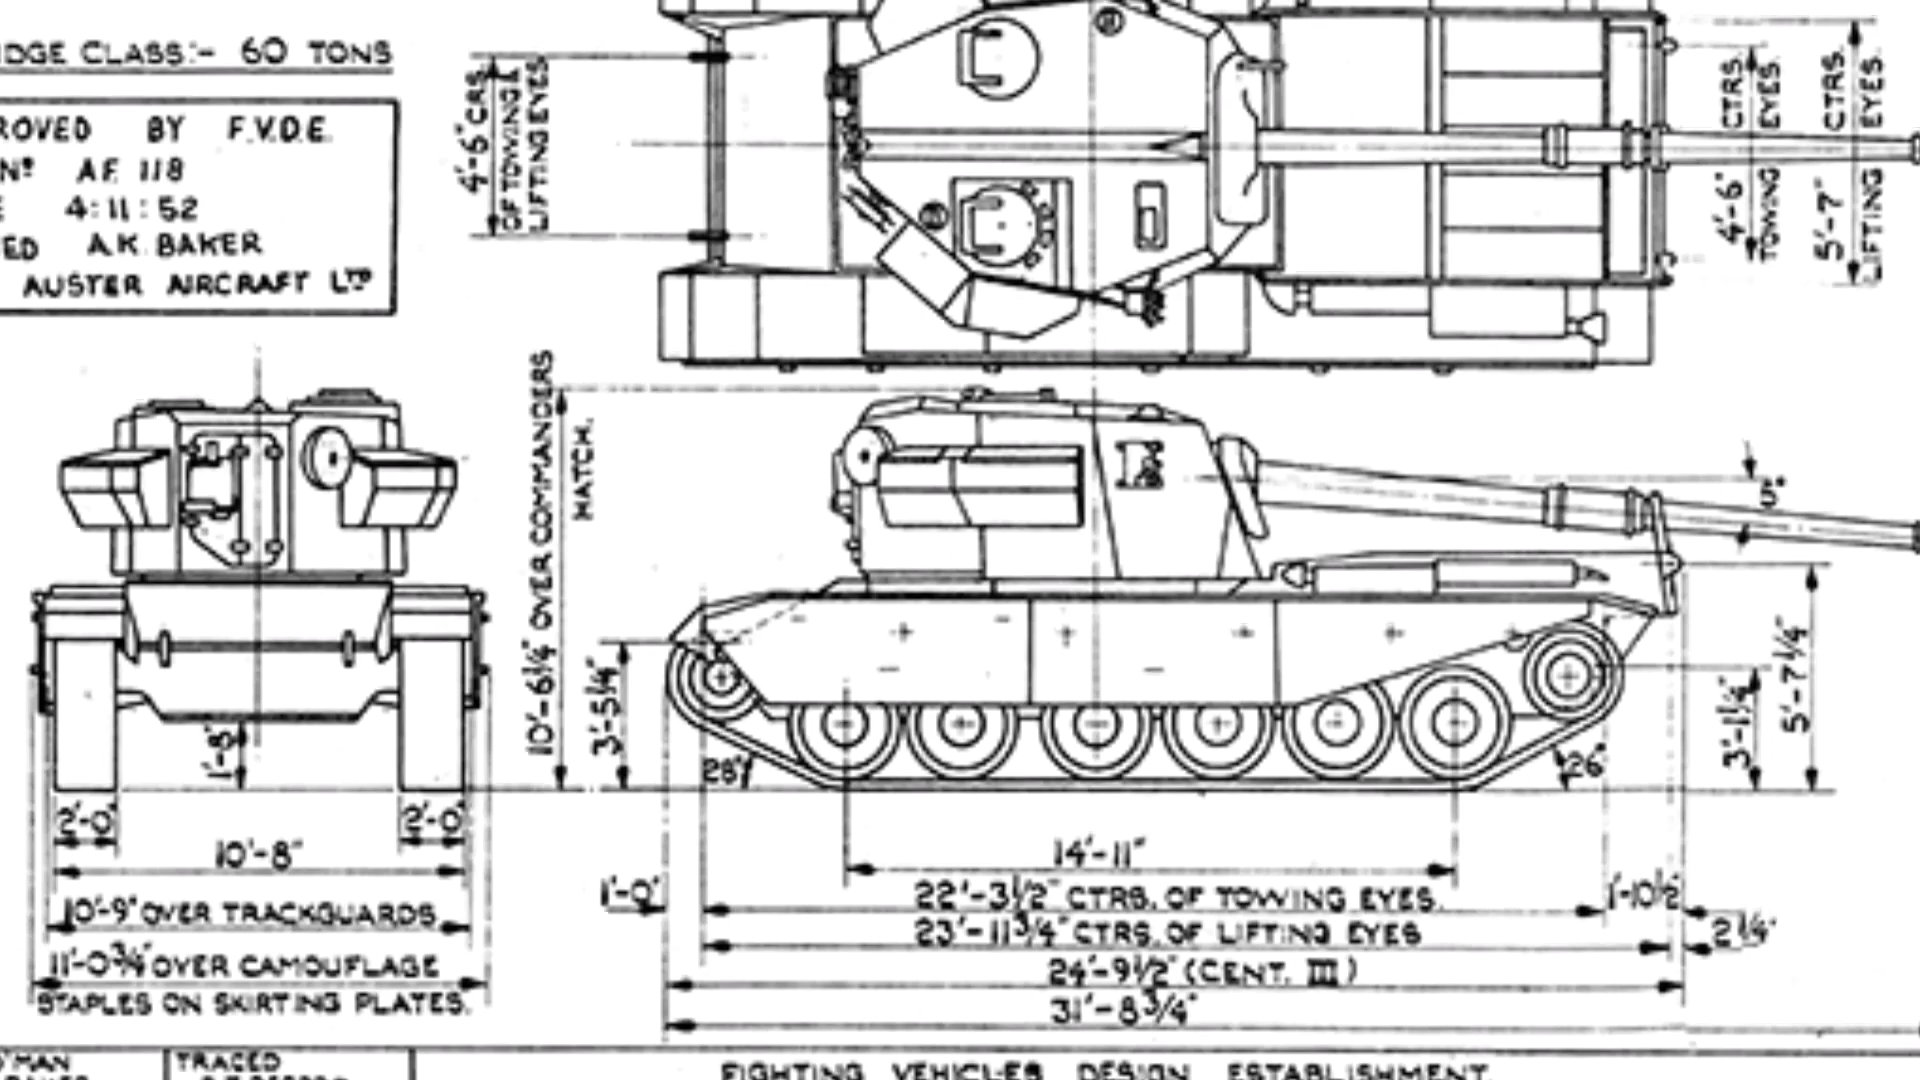 IDGE CLASS:- 60 TONS
ROVED BY F.V.D.E.
Nº AF. 118
E 4:11:52
ED A.K. BAKER
AUSTER AIRCRAFT LTD
4'-6" CRS.
OF TOWING &
LIFTING EYES
4'-6" CTRS.
TOWING EYES.
5'-7" CTRS.
LIFTING EYES.
10'-6¼" OVER COMMANDERS
HATCH.
5°
3'-5¼"
1'-8"
28°
26°
3'-1¼"
5'-7¼"
2'-0"
2'-0"
10'-8"
10'-9" OVER TRACKGUARDS
11'-0¾" OVER CAMOUFLAGE
STAPLES ON SKIRTING PLATES.
14'-11"
1'-0"
22'-3½" CTRS. OF TOWING EYES.
1'-10½"
23'-11¾" CTRS. OF LIFTING EYES
2¼"
24'-9½" (CENT. III)
31'-8¾"
D'MAN
TRACED
FIGHTING VEHICLES DESIGN ESTABLISHMENT.